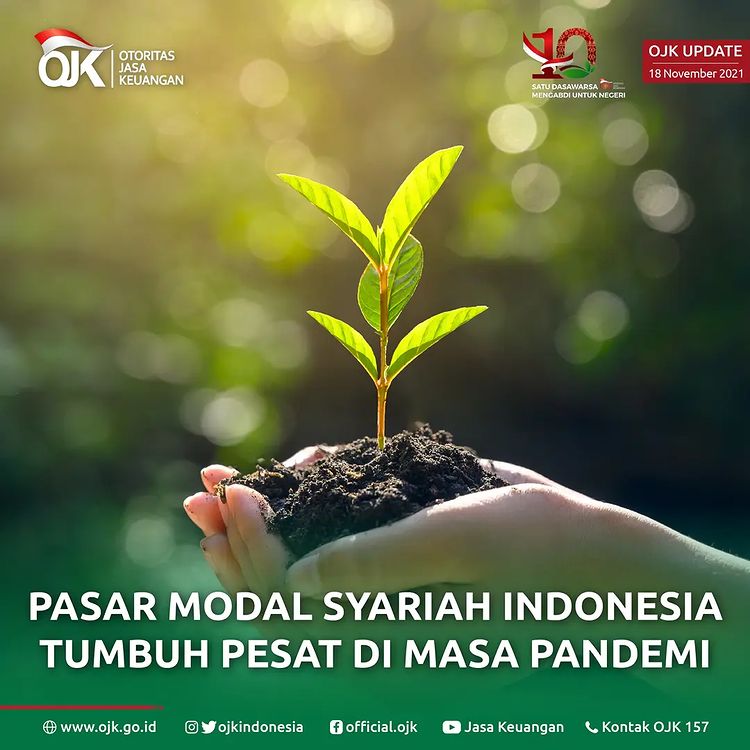 OJK
OTORITAS
JASA
KEUANGAN
10
SATU DASAWARSA
MENGABDI UNTUK NEGERI
OJK UPDATE
18 November 2021
PASAR MODAL SYARIAH INDONESIA
TUMBUH PESAT DI MASA PANDEMI
www.ojk.go.id
ojkindonesia
official.ojk
Jasa Keuangan
Kontak OJK 157